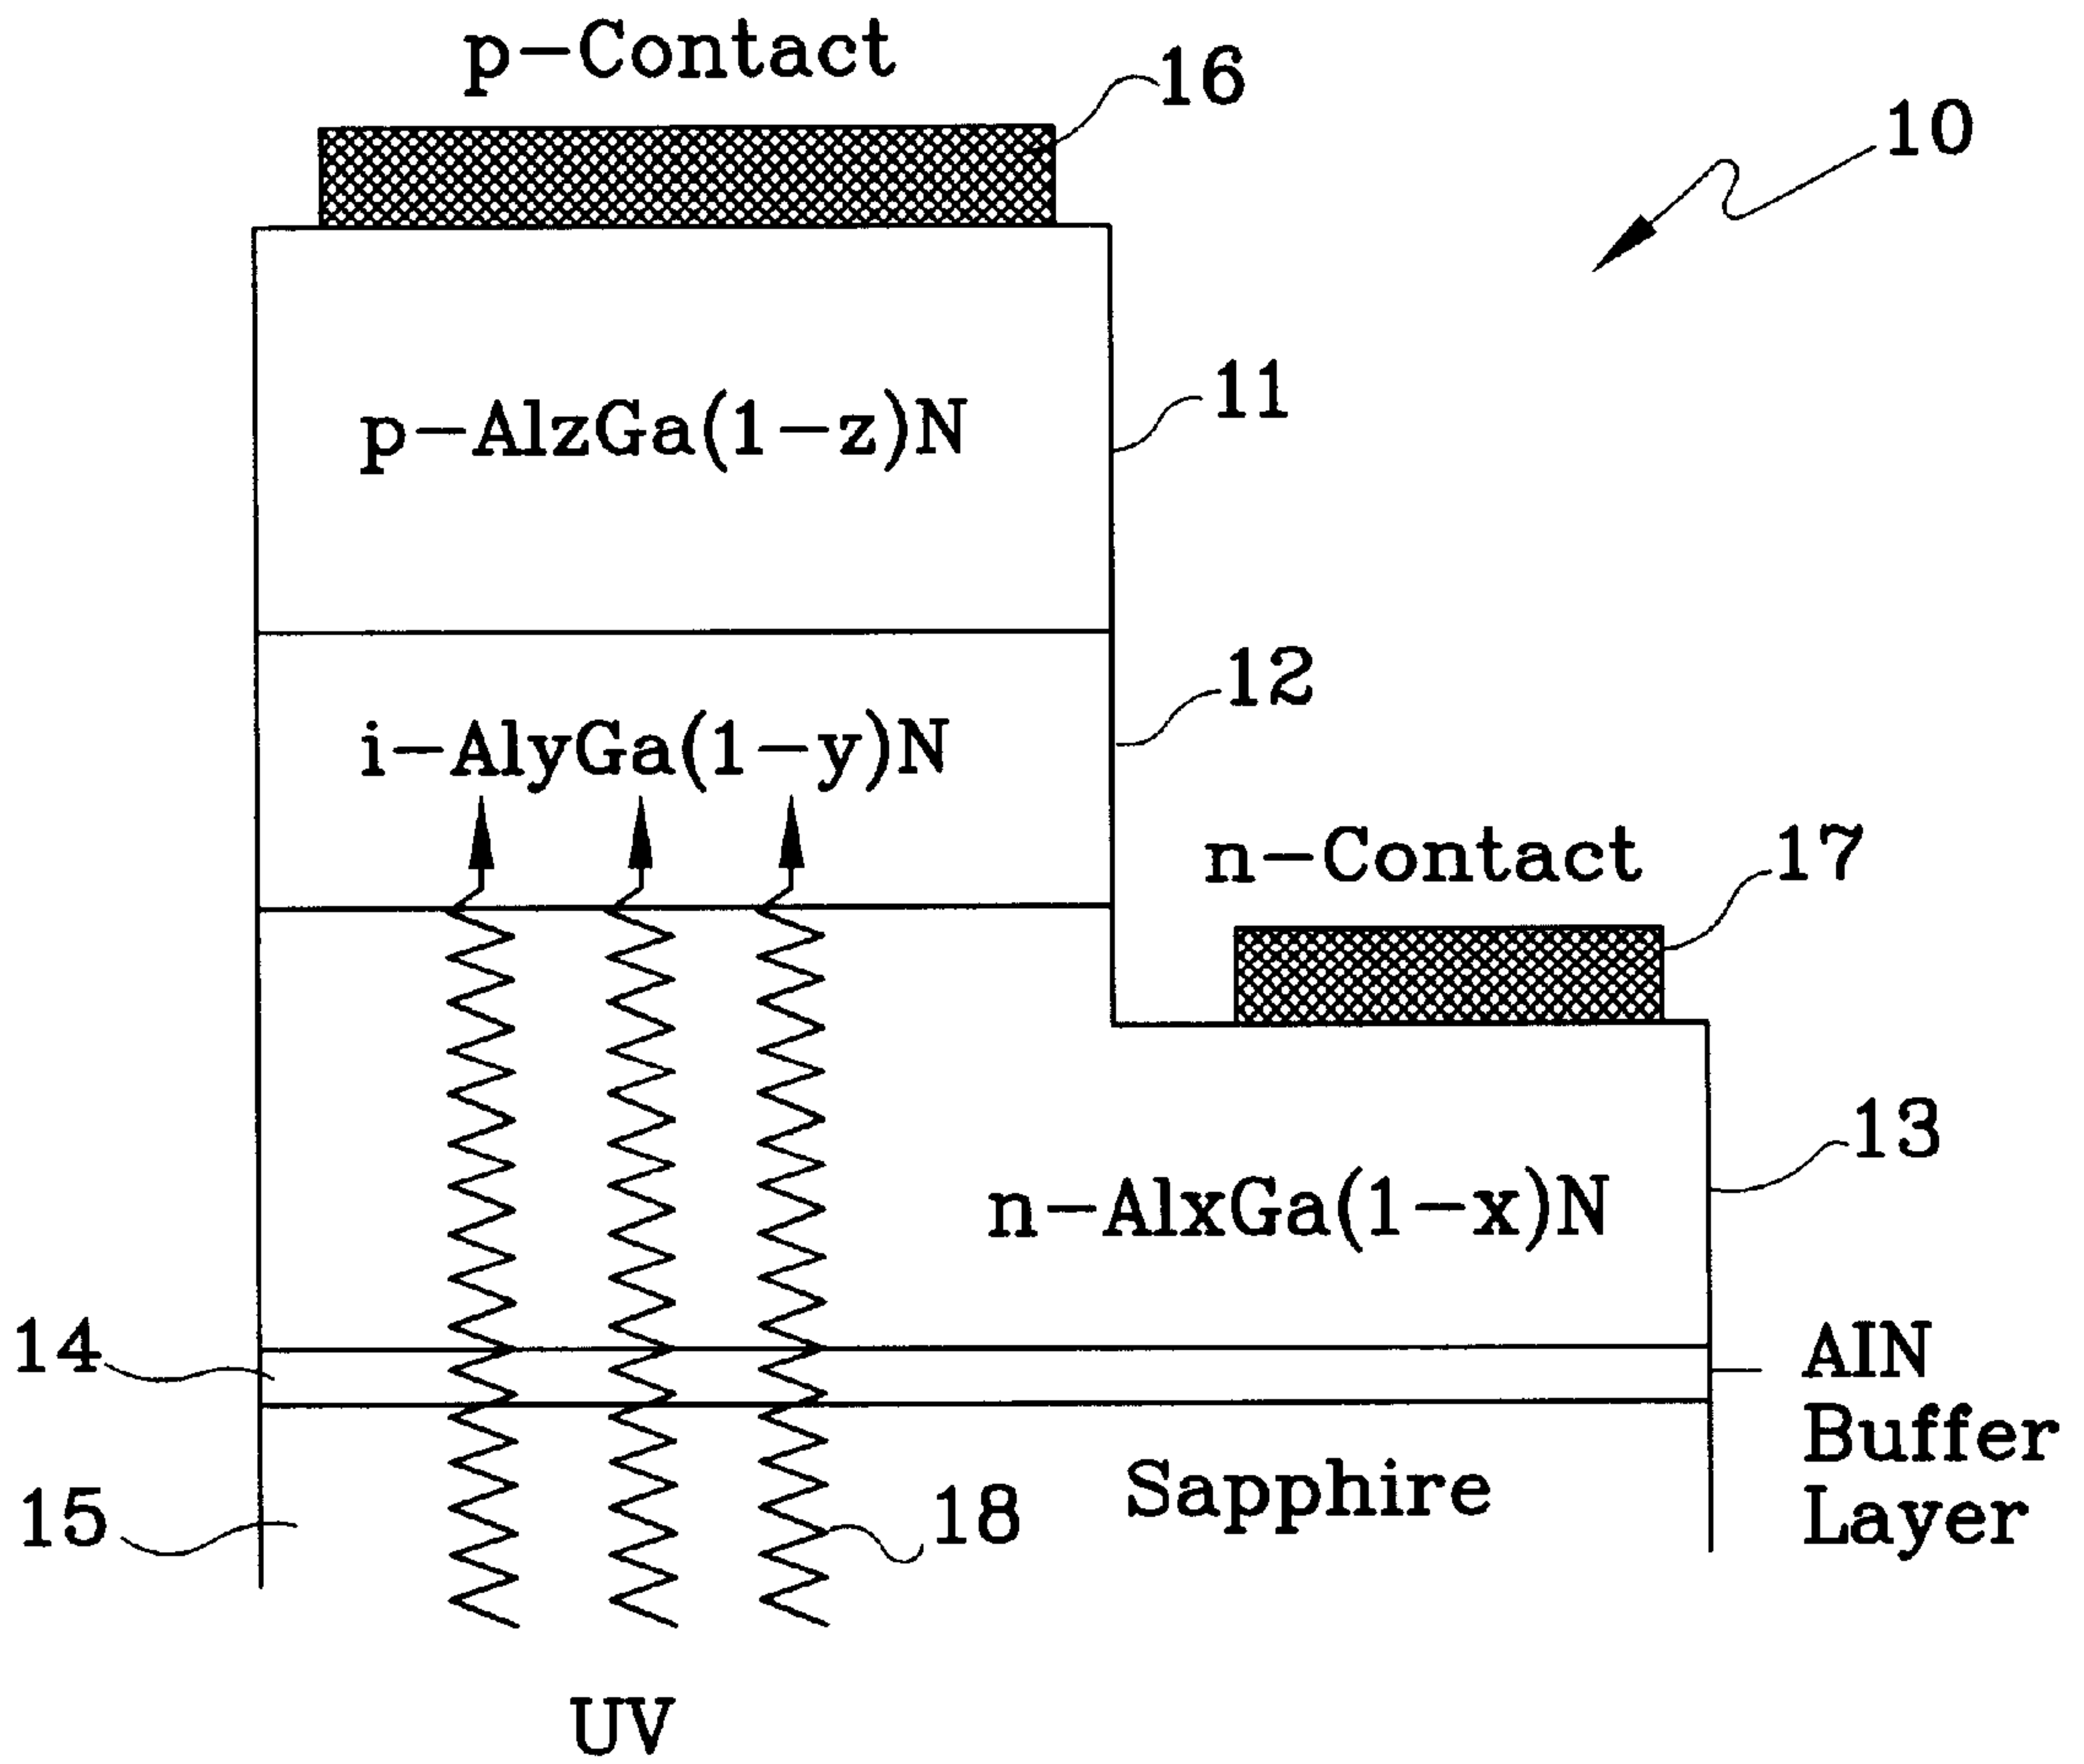 p-Contact
16
10
p-AlzGa(1-z)N
11
i-AlyGa(1-y)N
12
n-Contact
17
n-AlxGa(1-x)N
13
14
AIN
Buffer
Layer
15
18
Sapphire
UV